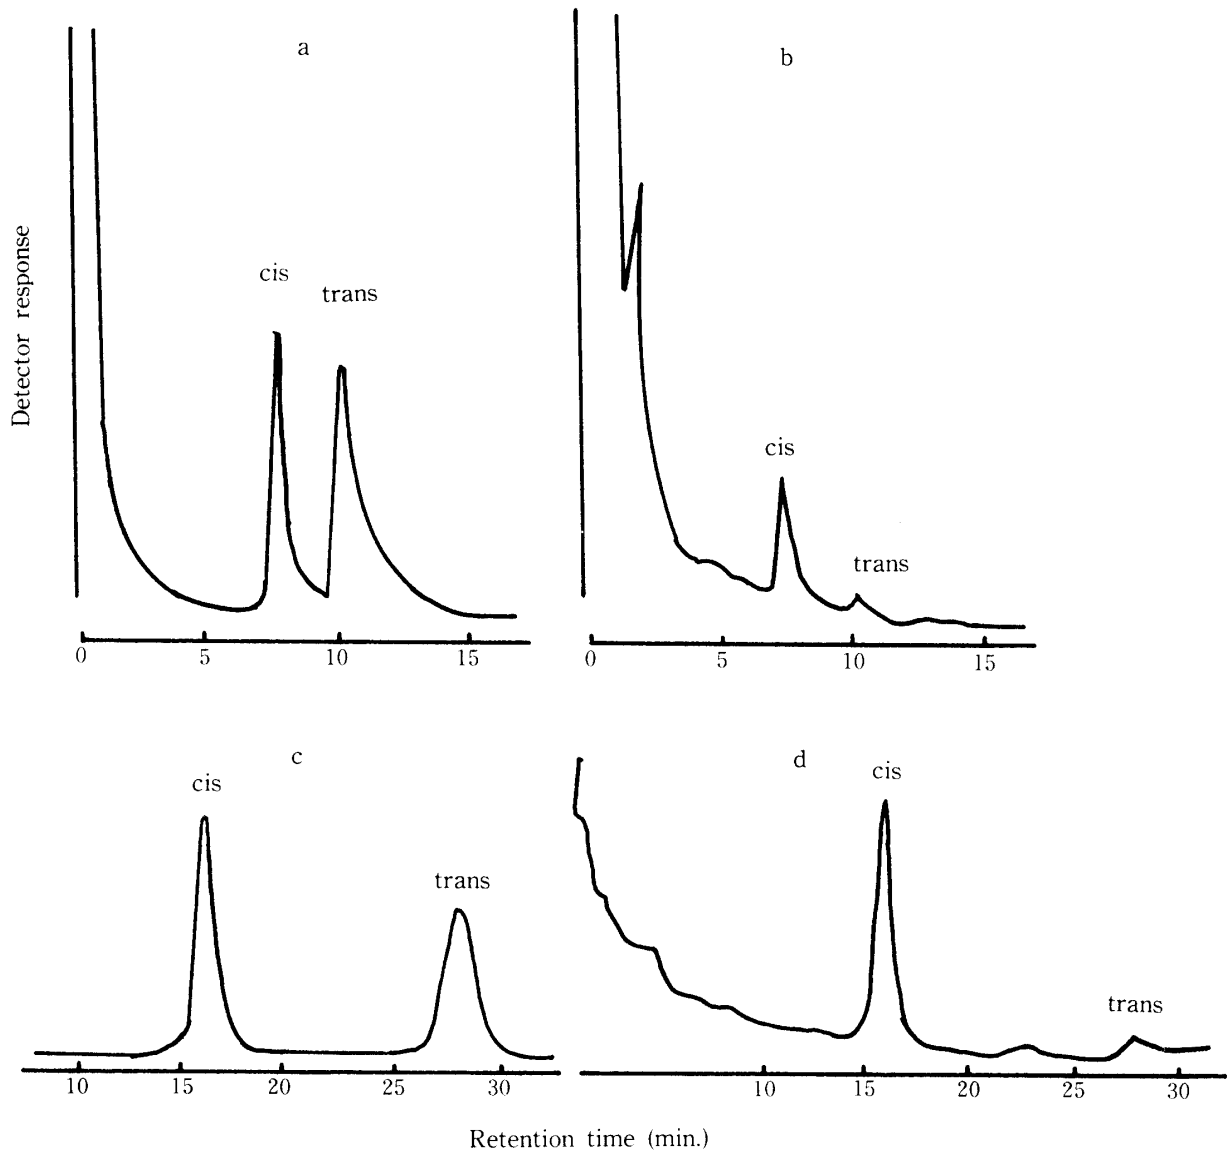 a
b
Detector response
cis
trans
cis
trans
0 5 10 15
0 5 10 15
c
d
cis
trans
cis
trans
10 15 20 25 30
10 15 20 25 30
Retention time (min.)